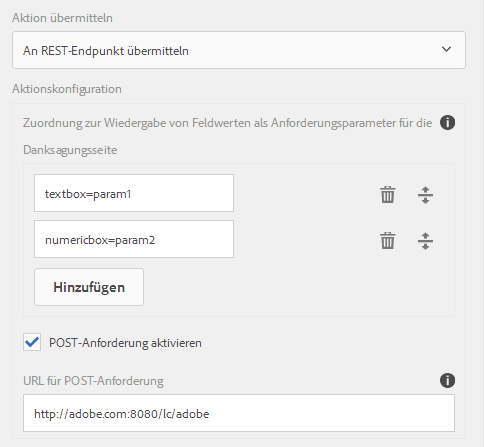 Aktion übermitteln
An REST-Endpunkt übermitteln
Aktionskonfiguration
Zuordnung zur Wiedergabe von Feldwerten als Anforderungsparameter für die
Danksagungsseite
textbox=param1
numericbox=param2
Hinzufügen
POST-Anforderung aktivieren
URL für POST-Anforderung
http://adobe.com:8080/lc/adobe